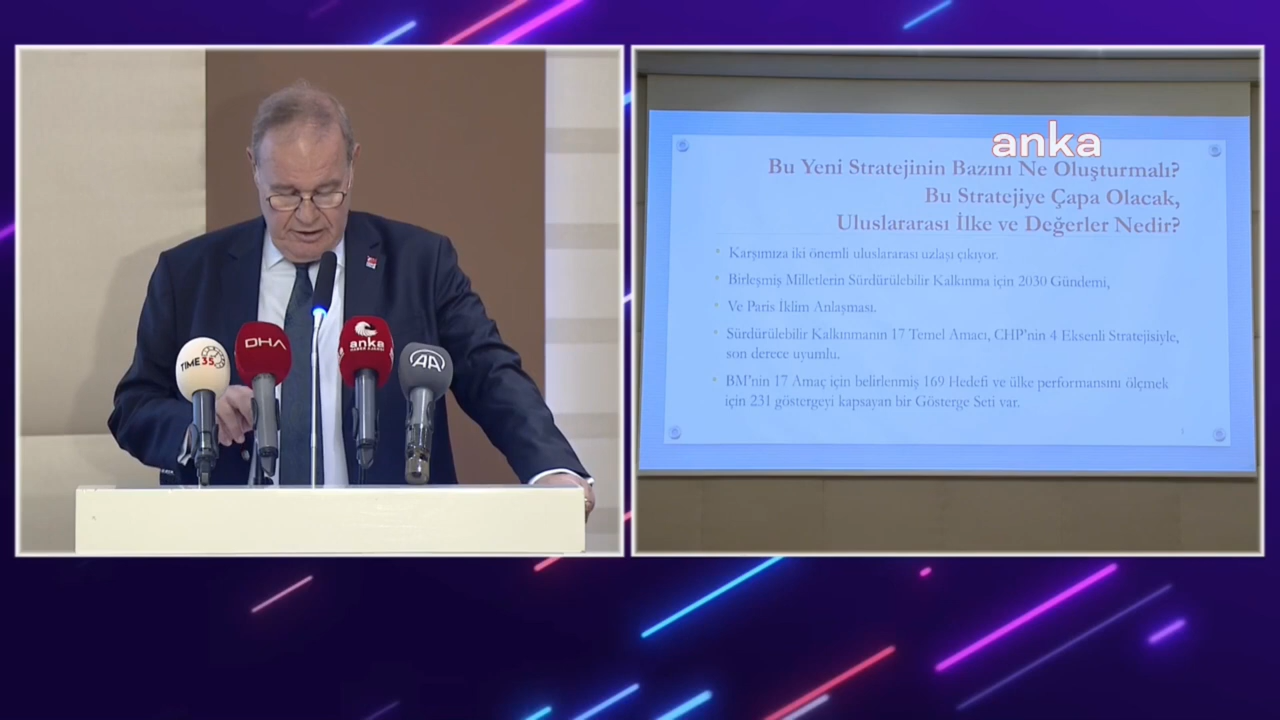 TIME35
DHA
anka
HABER AJANSI
AA
anka
Bu Yeni Stratejinin Bazını Ne Oluşturmalı?
Bu Stratejiye Çapa Olacak,
Uluslararası İlke ve Değerler Nedir?
Karşımıza iki önemli uluslararası uzlaşı çıkıyor.
Birleşmiş Milletlerin Sürdürülebilir Kalkınma için 2030 Gündemi,
Ve Paris İklim Anlaşması.
Sürdürülebilir Kalkınmanın 17 Temel Amacı, CHP'nin 4 Eksenli Stratejisiyle,
son derece uyumlu.
BM'nin 17 Amaç için belirlenmiş 169 Hedefi ve ülke performansını ölçmek
için 231 göstergeyi kapsayan bir Gösterge Seti var.